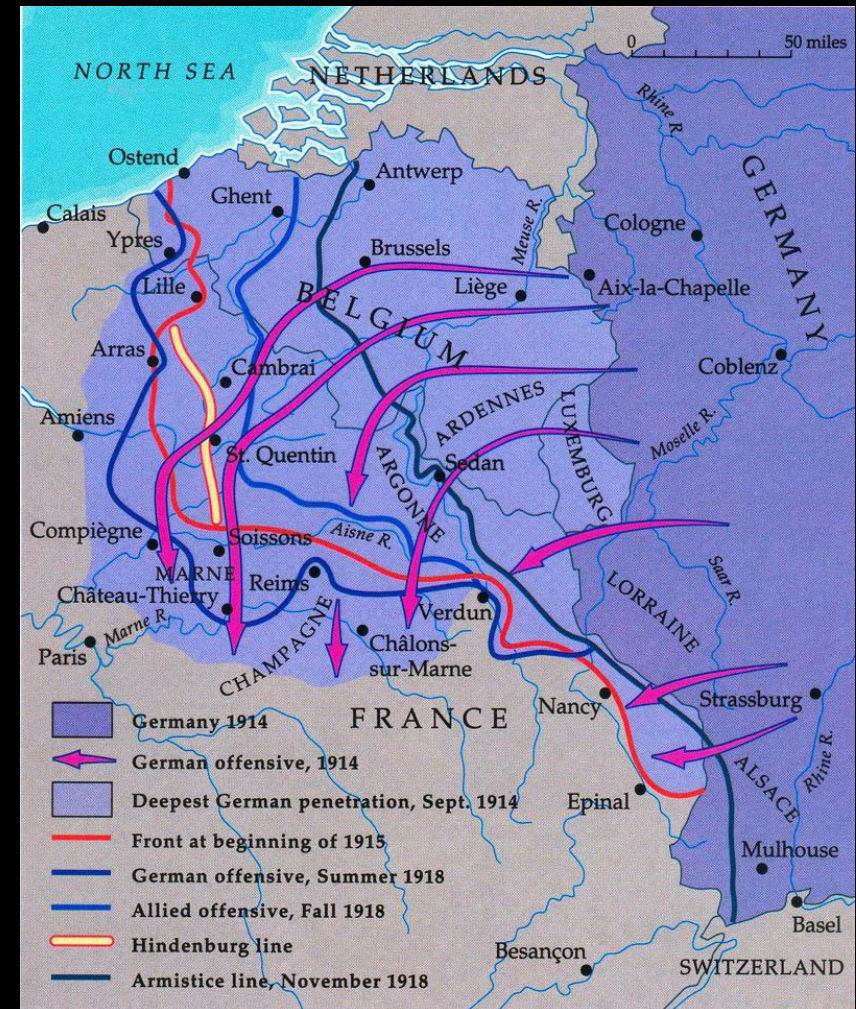 0 50 miles
NORTH SEA
NETHERLANDS
Rhine R.
GERMANY
Ostend
Antwerp
Ghent
Calais
Cologne
Meuse R.
Ypres
Brussels
Lille
BELGIUM
Liège
Aix-la-Chapelle
Arras
Cambrai
Coblenz
ARDENNES
LUXEMBURG
Amiens
Moselle R.
St. Quentin
ARGONNE
Sedan
Compiègne
Soissons
Aisne R.
MARNE
Reims
Saar R.
Château-Thierry
LORRAINE
Verdun
Marne R.
Paris
CHAMPAGNE
Châlons-
sur-Marne
Nancy
Strassburg
FRANCE
Rhine R.
ALSACE
Epinal
Mulhouse
Basel
Besançon
SWITZERLAND
Germany 1914
German offensive, 1914
Deepest German penetration, Sept. 1914
Front at beginning of 1915
German offensive, Summer 1918
Allied offensive, Fall 1918
Hindenburg line
Armistice line, November 1918